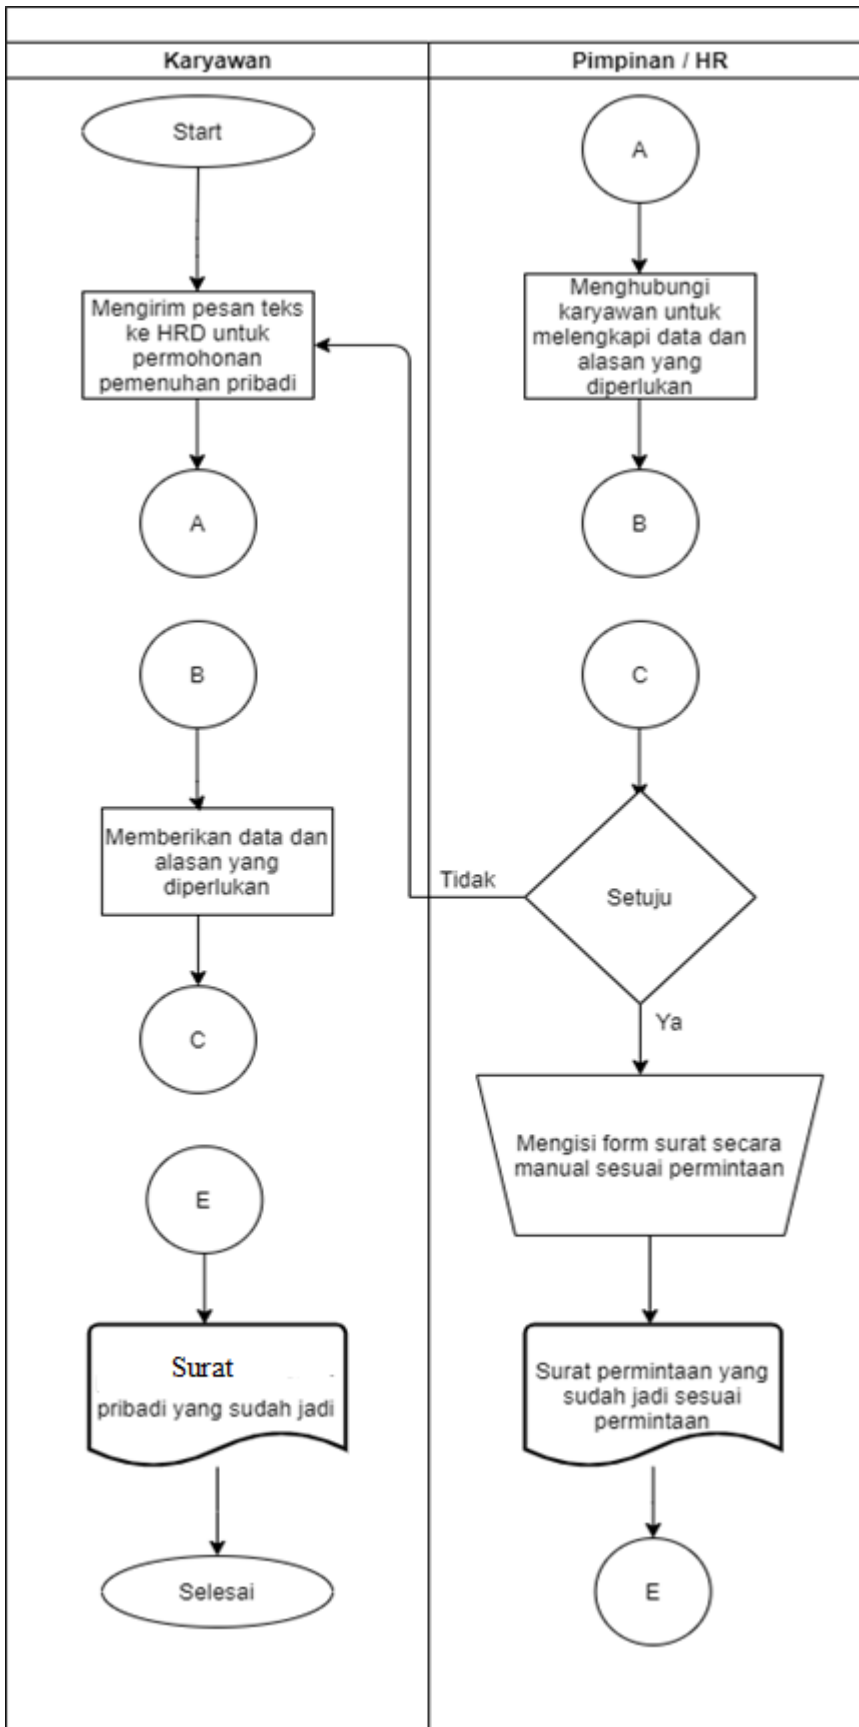 Karyawan
Pimpinan / HR
Start
Mengirim pesan teks
ke HRD untuk
permohonan
pemenuhan pribadi
A
B
Memberikan data dan
alasan yang
diperlukan
C
E
Surat
pribadi yang sudah jadi
Selesai
A
Menghubungi
karyawan untuk
melengkapi data dan
alasan yang
diperlukan
B
C
Setuju
Tidak
Ya
Mengisi form surat secara
manual sesuai permintaan
Surat permintaan yang
sudah jadi sesuai
permintaan
E